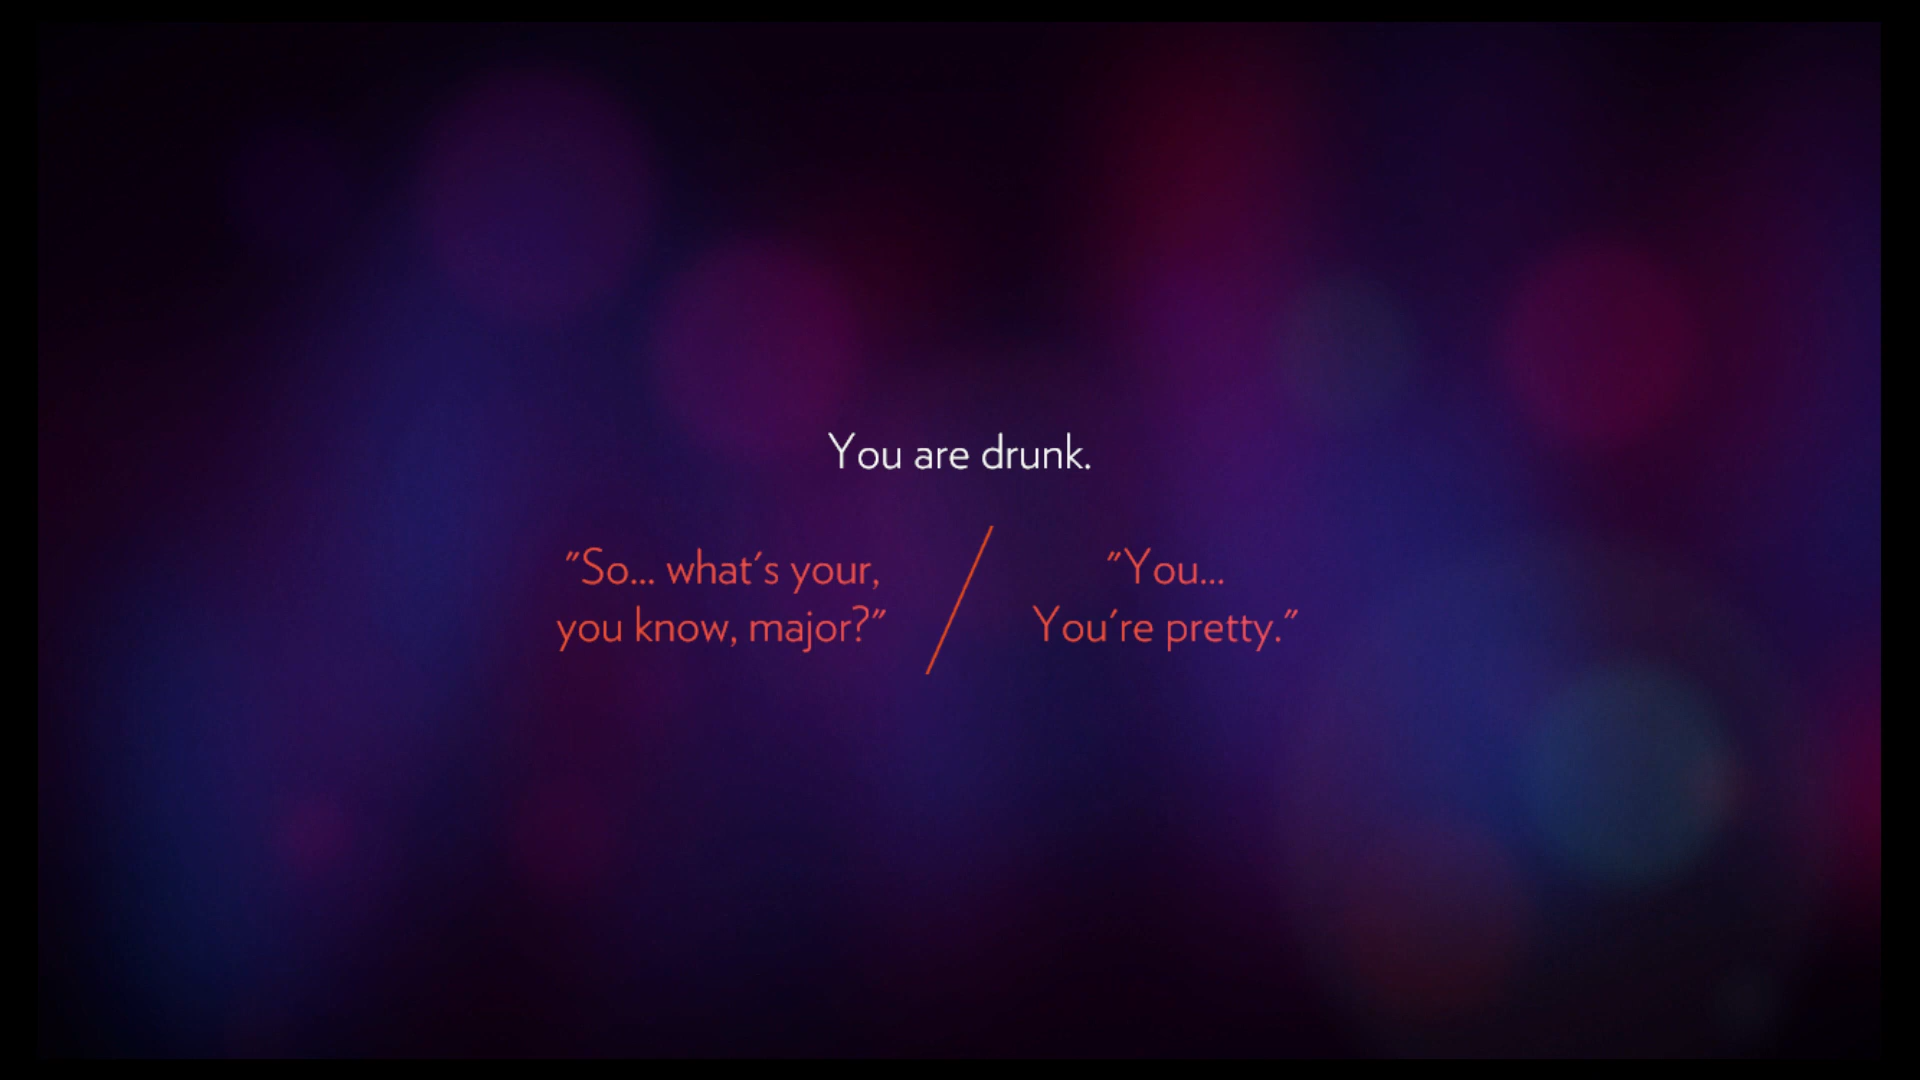 You are drunk.
"So... what's your,
you know, major?"
"You...
You're pretty."